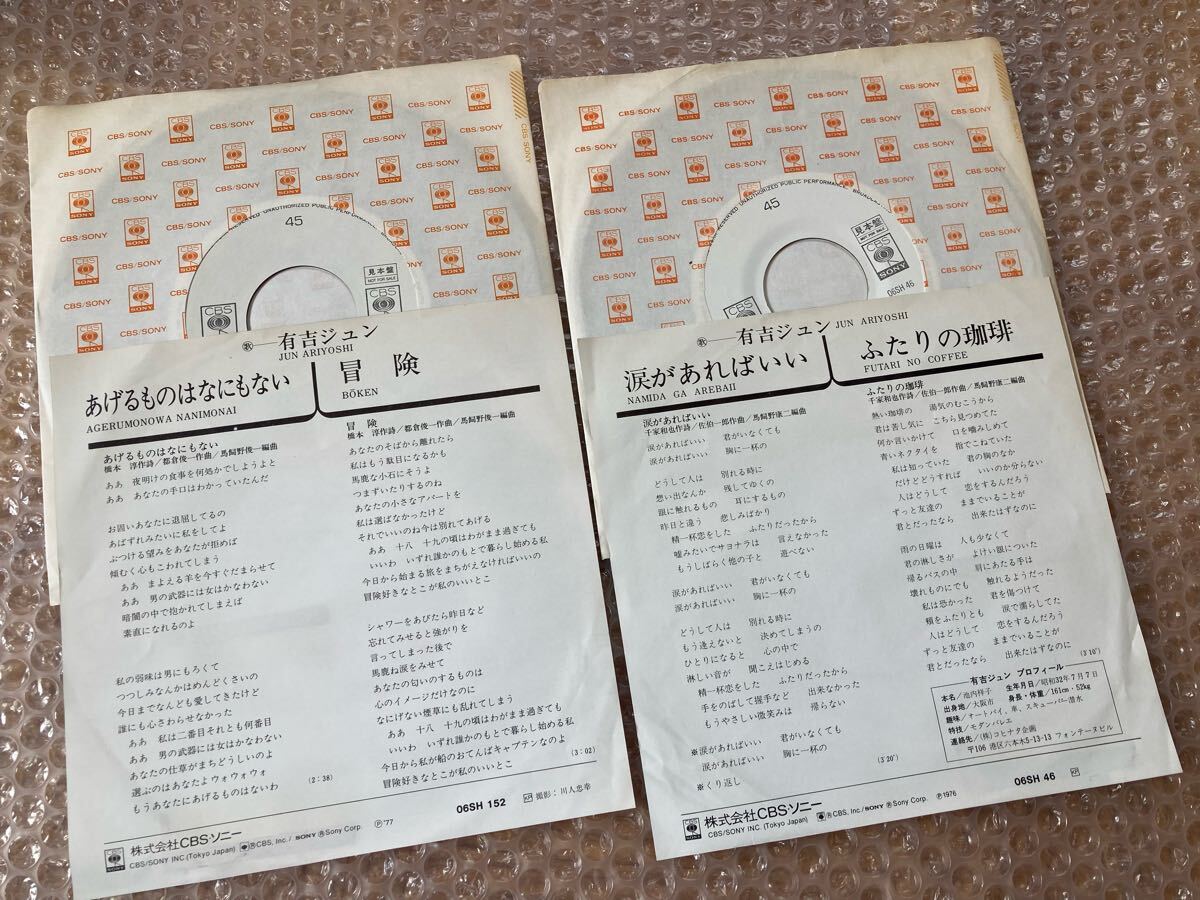 CBS/SONY
45
RESERVED UNAUTHORIZED PUBLIC PERFORMANCE
見本盤
NOT FOR SALE
CBS
SONY
歌── 有吉ジュン
JUN ARIYOSHI
あげるものはなにもない
AGERUMONOWA NANIMONAI
冒険
BŌKEN
あげるものはなにもない
橋本 淳作詩/都倉俊一作曲/馬飼野俊一編曲
ああ 夜明けの食事を何処かでしようよと
ああ あなたの手口はわかっていたんだ
お固いあなたに退屈してるの
あばずれみたいに私をしてよ
ぶつける望みをあなたが拒めば
傾むく心もこわれてしまう
ああ まよえる羊を今すぐだまらせて
ああ 男の武器には女はかなわない
暗闇の中で抱かれてしまえば
素直になれるのよ
私の弱味は男にもろくて
つつしみなんかはめんどくさいの
今日までなんども愛してきたけど
誰にも心さわらせなかった
ああ 私は二番目それとも何番目
ああ 男の武器には女はかなわない
あなたの仕草がまちどうしいのよ
選ぶのはあなたよウォウォウォ
もうあなたにあげるものはないわ
(2:38)
冒 険
橋本 淳作詩/都倉俊一作曲/馬飼野俊一編曲
あなたのそばから離れたら
私はもう駄目になるかも
馬鹿な小石にそうよ
つまずいたりするのね
あなたの小さなアパートを
私は選ばなかったけど
それでいいのね今は別れてあげる
ああ 十八 十九の頃はわがまま過ぎても
いいわ いずれ誰かのもとで暮らし始める私
今日から始まる旅をまちがえなければいいの
冒険好きなとこが私のいいとこ
シャワーをあびたら昨日など
忘れてみせると強がりを
言ってしまった後で
馬鹿ね涙をみせて
あなたの匂いのするものは
心のイメージだけなのに
なにげない煙草にも乱れてしまう
ああ 十八 十九の頃はわがまま過ぎても
いいわ いずれ誰かのもとで暮らし始める私
今日から私が船のおてんばキャプテンなのよ
冒険好きなとこが私のいいとこ
(3:02)
06SH 152 撮影:川人忠幸
株式会社CBS・ソニー
CBS/SONY INC (Tokyo Japan) ®CBS, Inc./ SONY ®Sony Corp. Ⓟ'77
CBS/SONY
45
RESERVED UNAUTHORIZED PUBLIC PERFORMANCE
見本盤
NOT FOR SALE
CBS
SONY
06SH 46
歌── 有吉ジュン JUN ARIYOSHI
涙があればいい
NAMIDA GA AREBAII
ふたりの珈琲
FUTARI NO COFFEE
涙があればいい
千家和也作詩/佐伯一郎作曲/馬飼野康二編曲
涙があればいい 君がいなくても
涙があればいい 胸に一杯の
どうして人は 別れる時に
想い出なんか 残してゆくの
眼に触れるもの 耳にするもの
昨日と違う 悲しみばかり
精一杯恋をした ふたりだったから
嘘みたいでサヨナラは 言えなかった
もうしばらく他の子と 遊べない
涙があればいい 君がいなくても
涙があればいい 胸に一杯の
どうして人は 別れる時に
もう逢えないと 決めてしまうの
ひとりになると 心の中で
淋しい音が 聞こえはじめる
精一杯恋をした ふたりだったから
手をのばして握手など 出来なかった
もうやさしい微笑みは 帰らない
※涙があればいい 君がいなくても
涙があればいい 胸に一杯の
※くり返し
(3'20")
ふたりの珈琲
千家和也作詩/佐伯一郎作曲/馬飼野康二編曲
熱い珈琲の 湯気のむこうから
君は苦し気に こちら見つめてた
何か言いかけて 口を噛みしめて
青いネクタイを 指でこねていた
私は知っていた 君の胸のなか
だけどどうすれば いいのか分らない
人はどうして 恋をするんだろう
ずっと友達の ままでいることが
君とだったなら 出来たはずなのに
雨の日曜は 人も少なくて
君の淋しさが よけい眼についた
帰るバスの中 肩にあたる手は
壊れものにでも 触れるようだった
私は恐かった 君を傷つけて
頬をふたりとも 涙で濡らしてた
人はどうして 恋をするんだろう
ずっと友達の ままでいることが
君とだったなら 出来たはずなのに
(3'10")
有吉ジュン プロフィール
本名/池内祥子 生年月日/昭和32年7月7日
出身地/大阪市 身長・体重/161cm・52kg
趣味/オートバイ、車、スキューバー潜水
特技/モダンバレエ
連絡先/(株)コヒナタ企画
〒106 港区六本木5-13-13 フォンテーヌビル
06SH 46
株式会社CBS・ソニー
CBS/SONY INC (Tokyo Japan) ®CBS, Inc./ SONY ®Sony Corp. Ⓟ1976